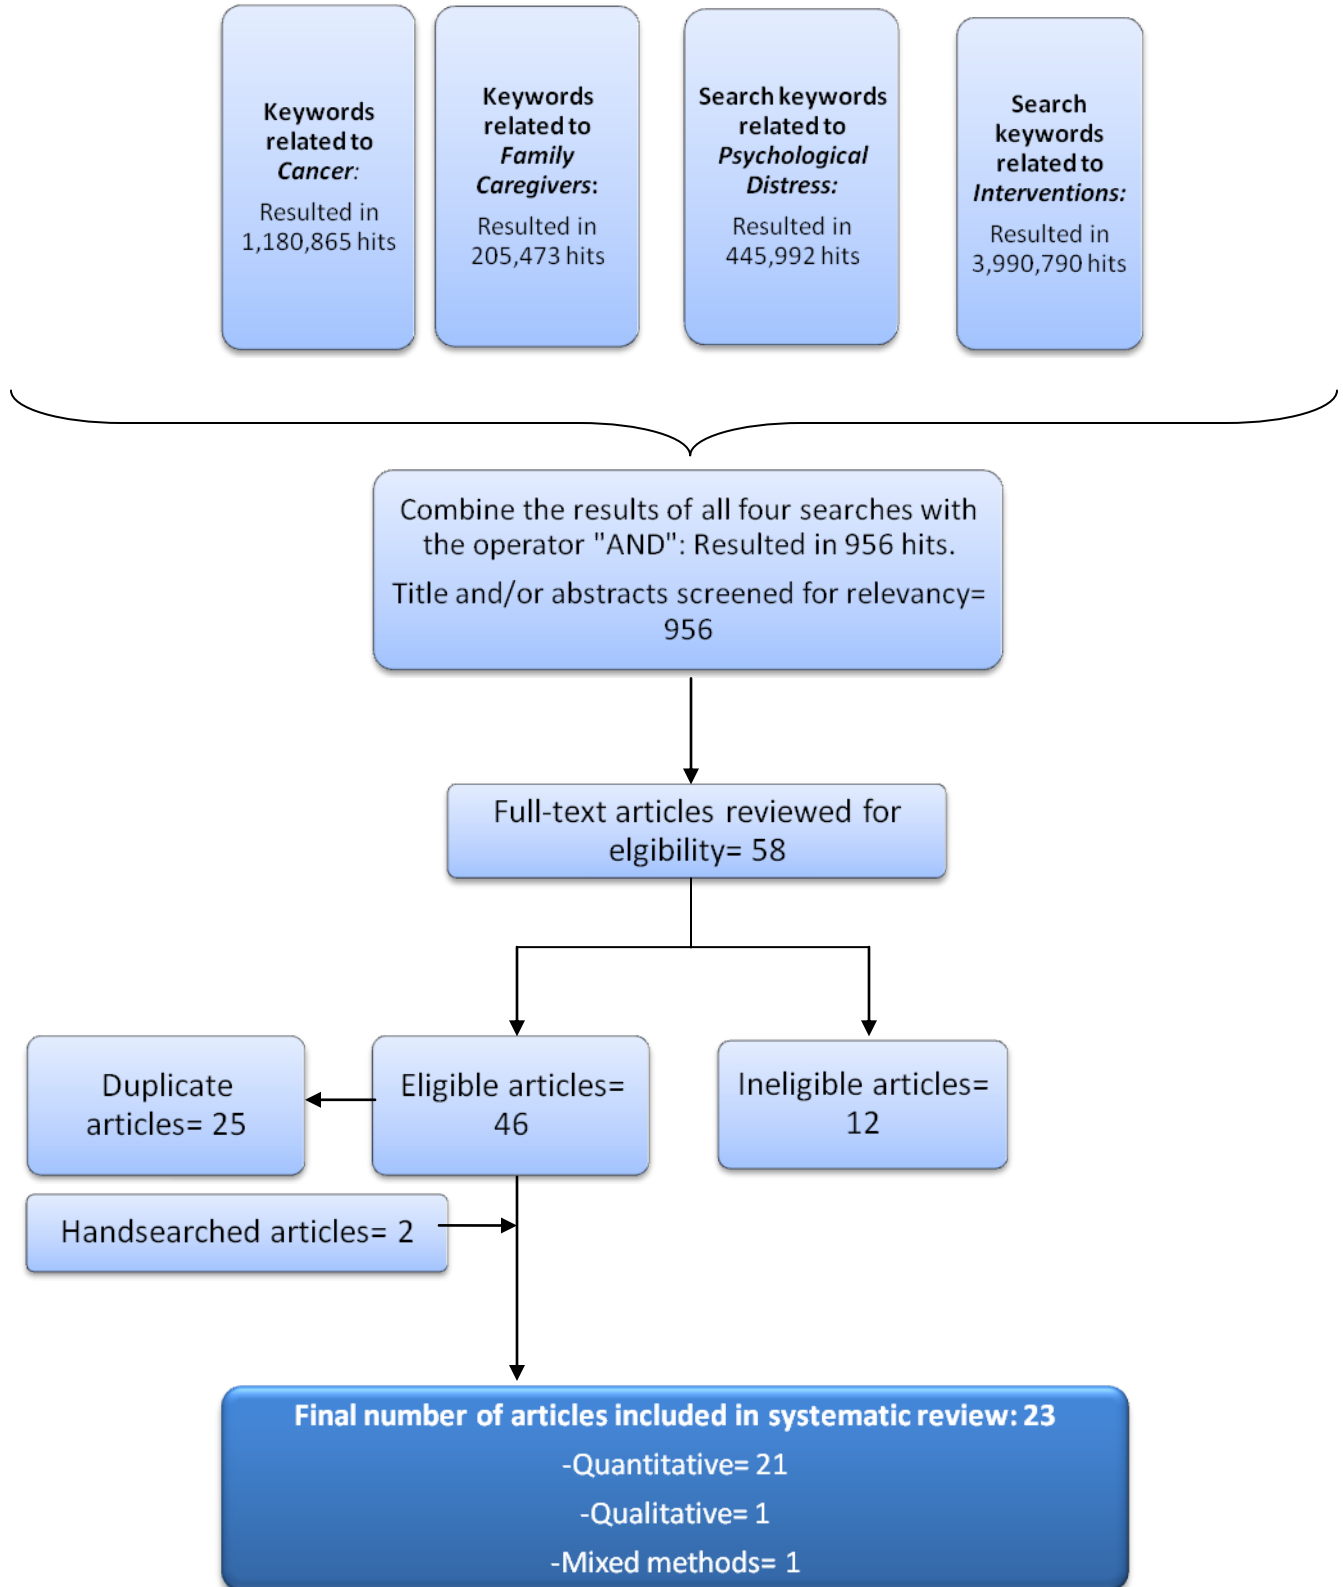 Keywords
related to
Cancer:
Resulted in
1,180,865 hits
Keywords
related to
Family
Caregivers:
Resulted in
205,473 hits
Search keywords
related to
Psychological
Distress:
Resulted in
445,992 hits
Search
keywords
related to
Interventions:
Resulted in
3,990,790 hits
Combine the results of all four searches with
the operator "AND": Resulted in 956 hits.
Title and/or abstracts screened for relevancy=
956
Full-text articles reviewed for
elgibility= 58
Duplicate
articles= 25
Eligible articles=
46
Ineligible articles=
12
Handsearched articles= 2
Final number of articles included in systematic review: 23
-Quantitative= 21
-Qualitative= 1
-Mixed methods= 1